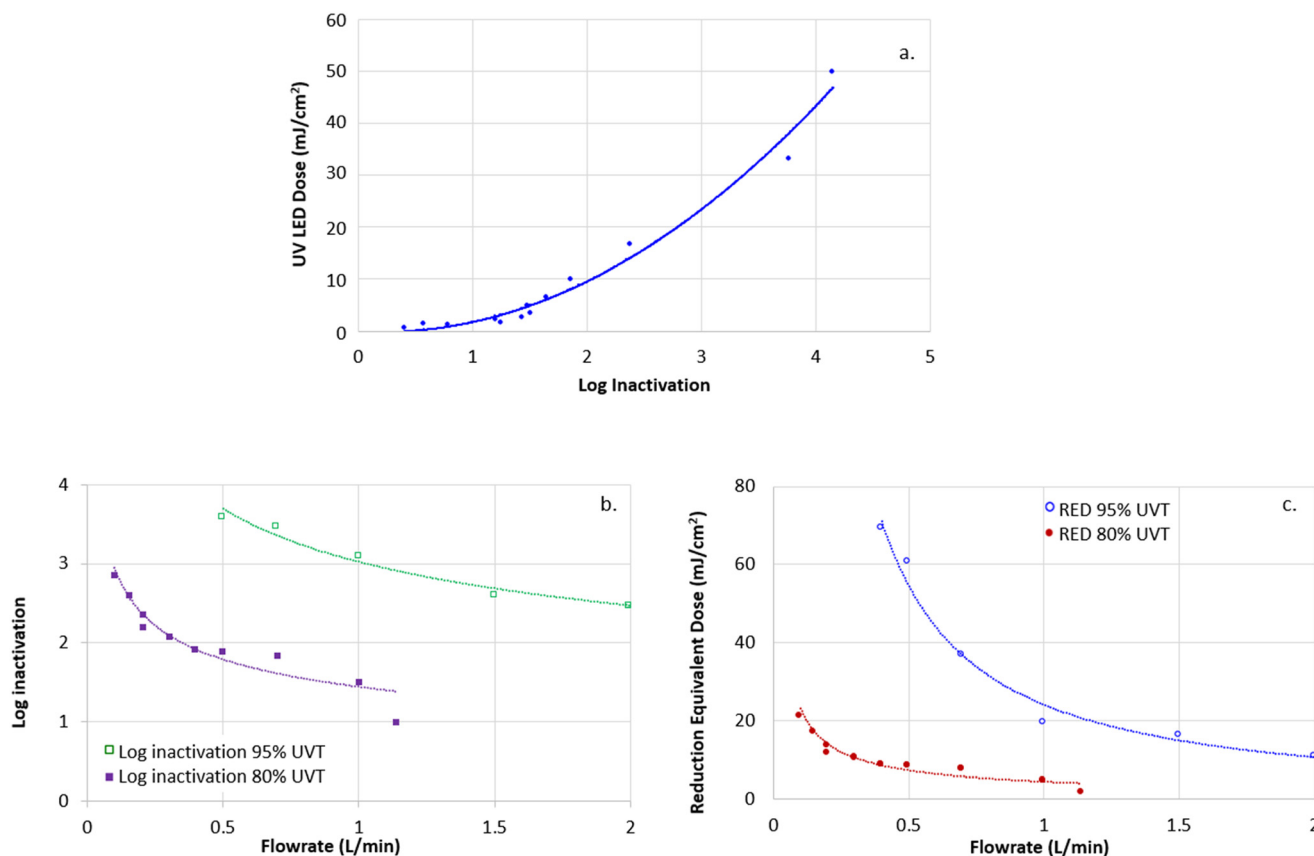 a.
60
50
40
30
20
10
0
0 1 2 3 4 5
UV LED Dose (mJ/cm²)
Log Inactivation
b.
4
3
2
1
0
0 0.5 1 1.5 2
Log inactivation
Log inactivation 95% UVT
Log inactivation 80% UVT
Flowrate (L/min)
c.
80
60
40
20
0
0 0.5 1 1.5 2
Reduction Equivalent Dose (mJ/cm²)
RED 95% UVT
RED 80% UVT
Flowrate (L/min)